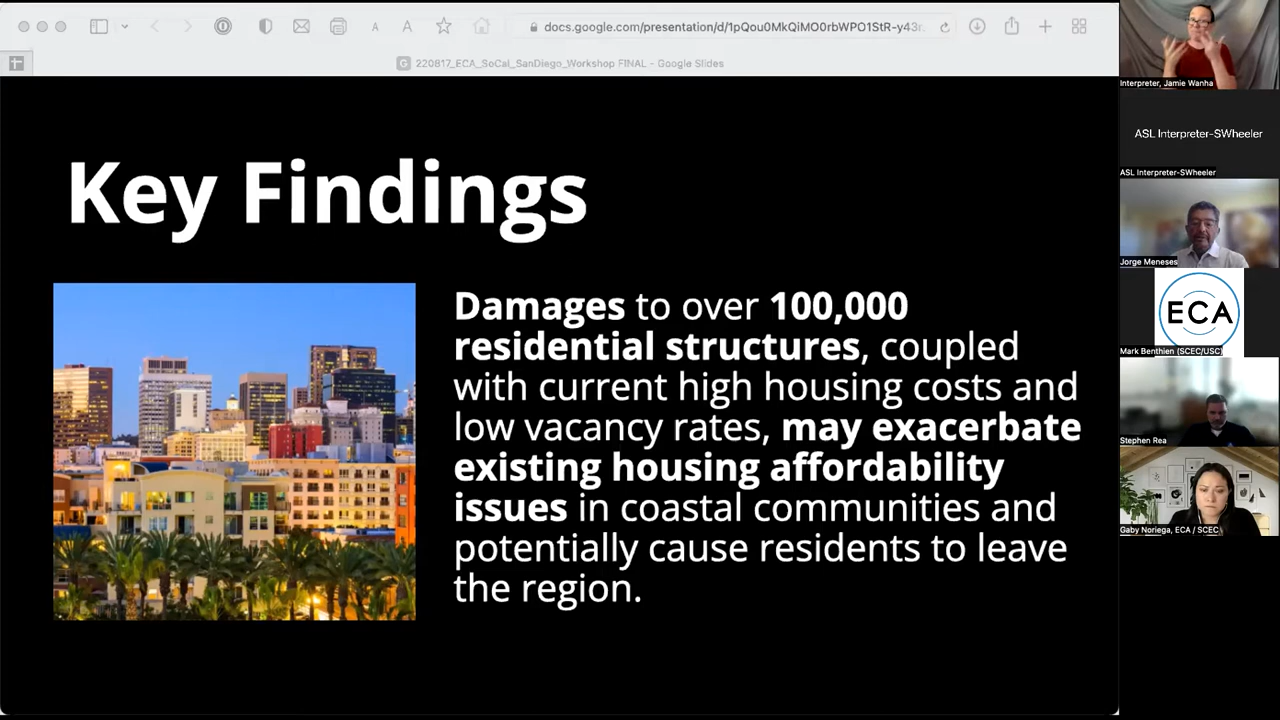 docs.google.com/presentation/d/1pQou0MkQiMO0rbWPO1StR-y43r
220817_ECA_SoCal_SanDiego_Workshop FINAL - Google Slides
Key Findings
Damages to over 100,000
residential structures, coupled
with current high housing costs and
low vacancy rates, may exacerbate
existing housing affordability
issues in coastal communities and
potentially cause residents to leave
the region.
Interpreter, Jamie Wanha
ASL Interpreter-SWheeler
ASL Interpreter-SWheeler
Jorge Meneses
ECA
Mark Benthien (SCEC/USC)
Stephen Rea
Gaby Noriega, ECA / SCEC